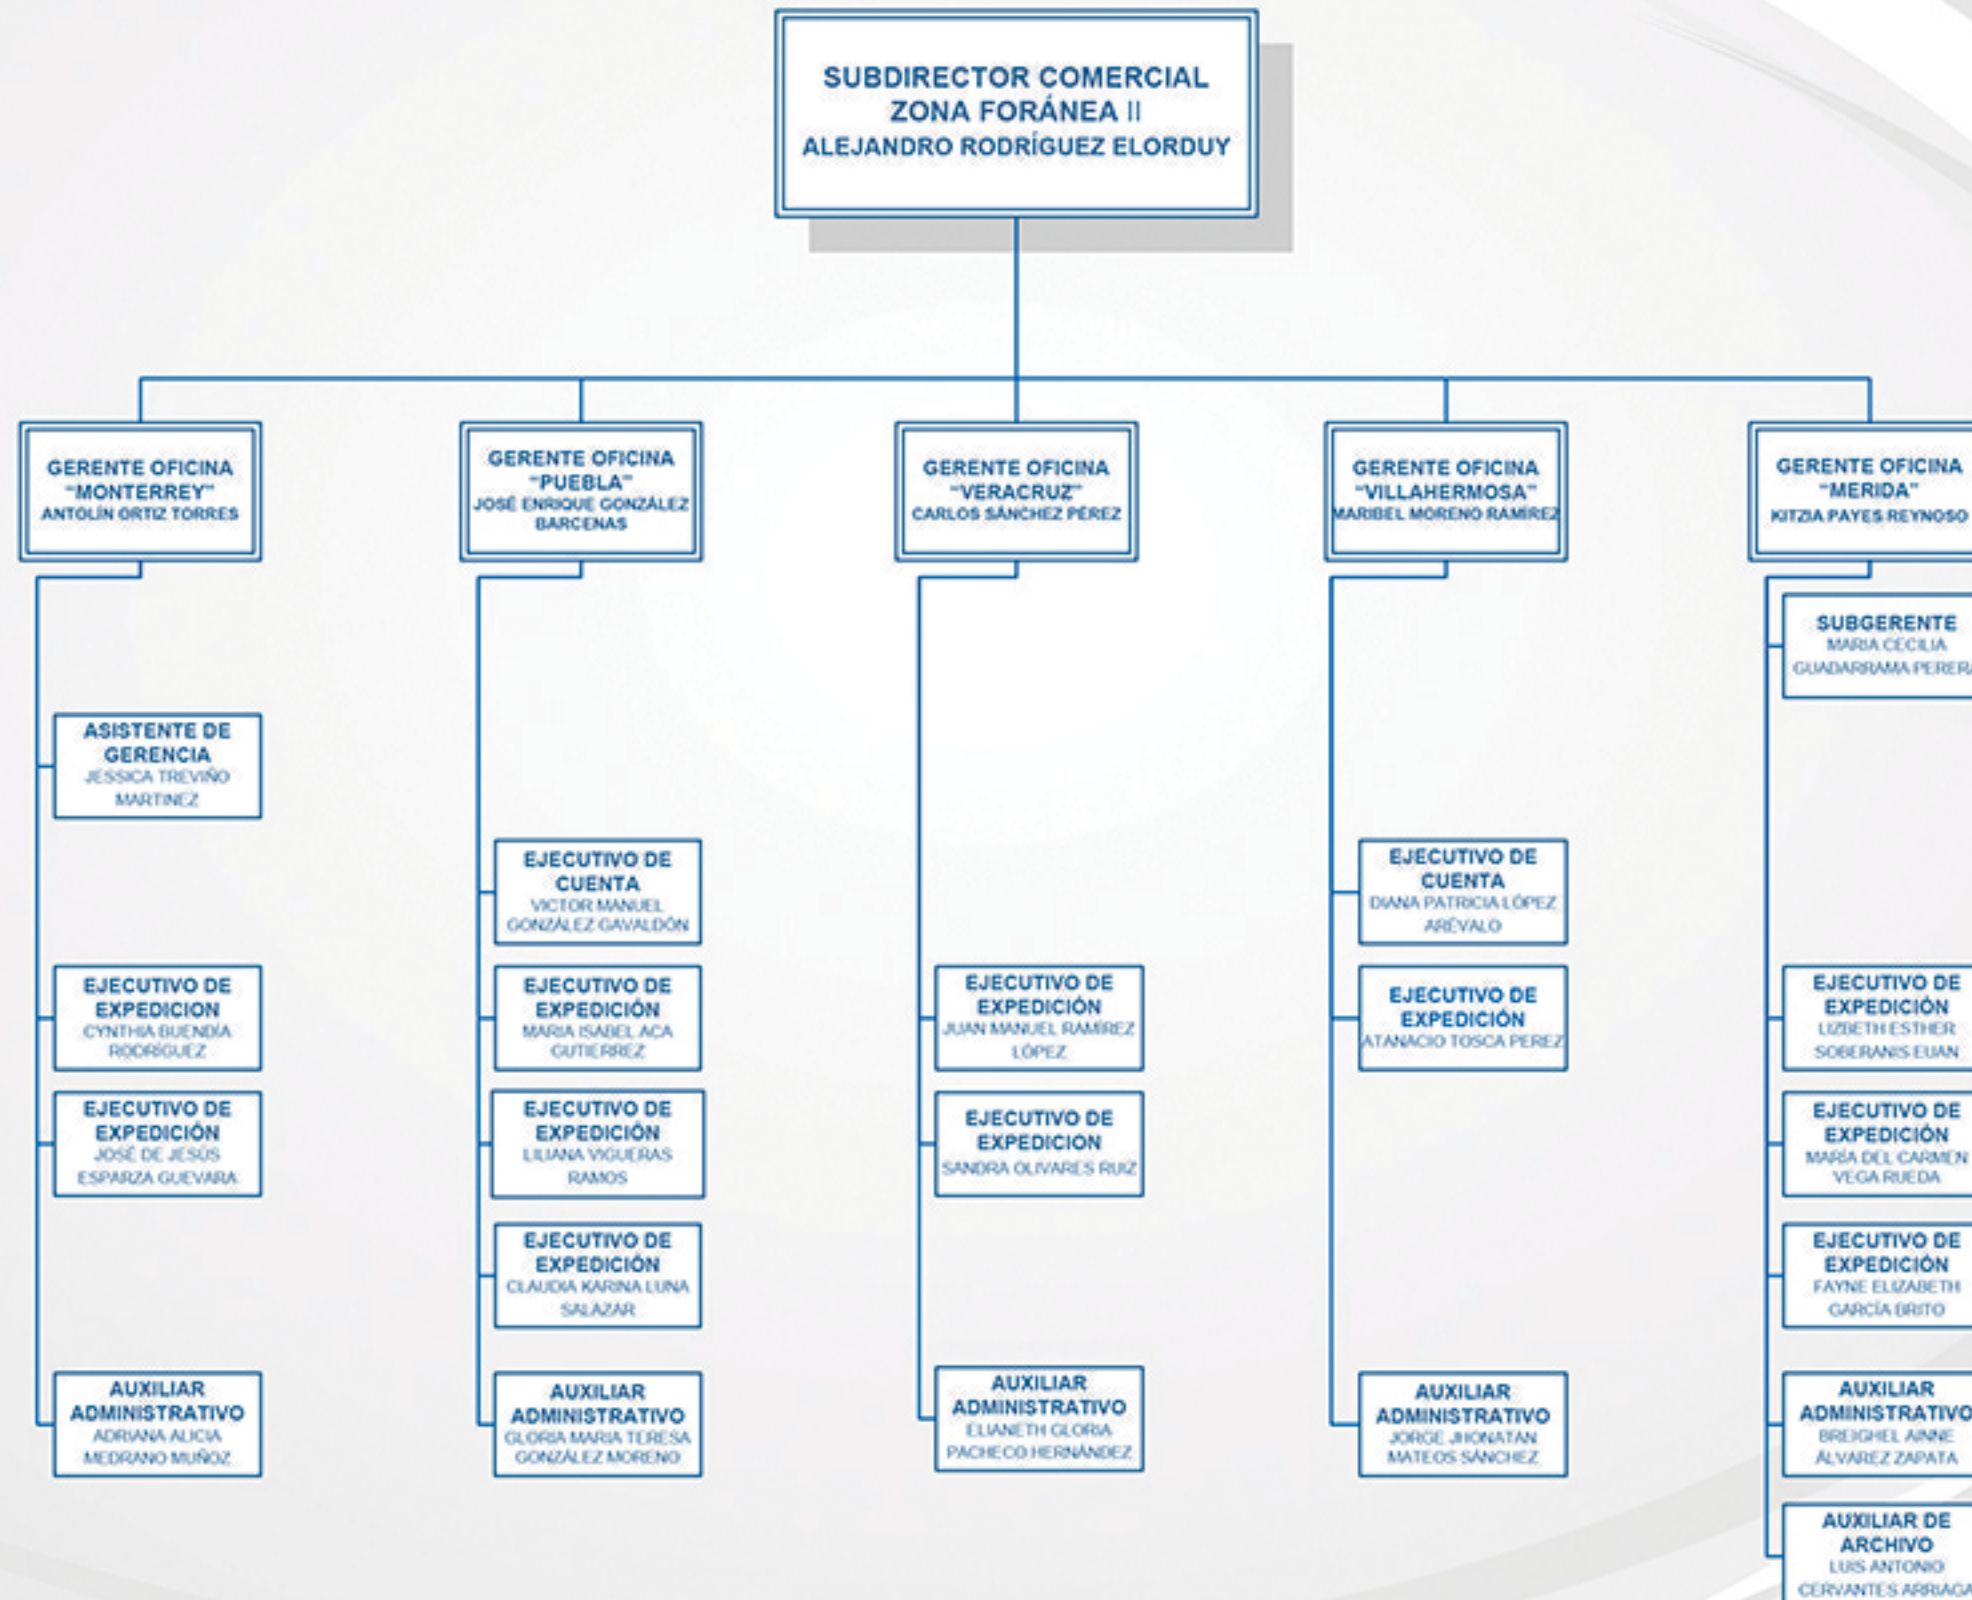 SUBDIRECTOR COMERCIAL
ZONA FORÁNEA II
ALEJANDRO RODRÍGUEZ ELORDUY
GERENTE OFICINA
“MONTERREY”
ANTOLÍN ORTIZ TORRES
ASISTENTE DE
GERENCIA
JESSICA TREVIÑO
MARTINEZ
EJECUTIVO DE
EXPEDICION
CYNTHIA BUENDÍA
RODRÍGUEZ
EJECUTIVO DE
EXPEDICIÓN
JOSÉ DE JESÚS
ESPARZA GUEVARA
AUXILIAR
ADMINISTRATIVO
ADRIANA ALICIA
MEDRANO MUÑOZ
GERENTE OFICINA
“PUEBLA”
JOSÉ ENRIQUE GONZÁLEZ
BARCENAS
EJECUTIVO DE
CUENTA
VICTOR MANUEL
GONZÁLEZ GAVALDÓN
EJECUTIVO DE
EXPEDICIÓN
MARIA ISABEL ACA
GUTIERREZ
EJECUTIVO DE
EXPEDICIÓN
LILIANA VIGUERAS
RAMOS
EJECUTIVO DE
EXPEDICIÓN
CLAUDIA KARINA LUNA
SALAZAR
AUXILIAR
ADMINISTRATIVO
GLORIA MARIA TERESA
GONZÁLEZ MORENO
GERENTE OFICINA
“VERACRUZ”
CARLOS SÁNCHEZ PÉREZ
EJECUTIVO DE
EXPEDICIÓN
JUAN MANUEL RAMÍREZ
LÓPEZ
EJECUTIVO DE
EXPEDICION
SANDRA OLIVARES RUIZ
AUXILIAR
ADMINISTRATIVO
ELIANETH GLORIA
PACHECO HERNÁNDEZ
GERENTE OFICINA
“VILLAHERMOSA”
MARIBEL MORENO RAMÍREZ
EJECUTIVO DE
CUENTA
DIANA PATRICIA LÓPEZ
ARÉVALO
EJECUTIVO DE
EXPEDICIÓN
ATANACIO TOSCA PEREZ
AUXILIAR
ADMINISTRATIVO
JORGE JHONATAN
MATEOS SÁNCHEZ
GERENTE OFICINA
“MERIDA”
KITZIA PAYES REYNOSO
SUBGERENTE
MARIA CECILIA
GUADARRAMA PERERA
EJECUTIVO DE
EXPEDICIÓN
LIZBETH ESTHER
SOBERANIS EUAN
EJECUTIVO DE
EXPEDICIÓN
MARÍA DEL CARMEN
VEGA RUEDA
EJECUTIVO DE
EXPEDICIÓN
FAYNE ELIZABETH
GARCÍA BRITO
AUXILIAR
ADMINISTRATIVO
BREIGHEL AINNE
ÁLVAREZ ZAPATA
AUXILIAR DE
ARCHIVO
LUIS ANTONIO
CERVANTES ARRIAGA